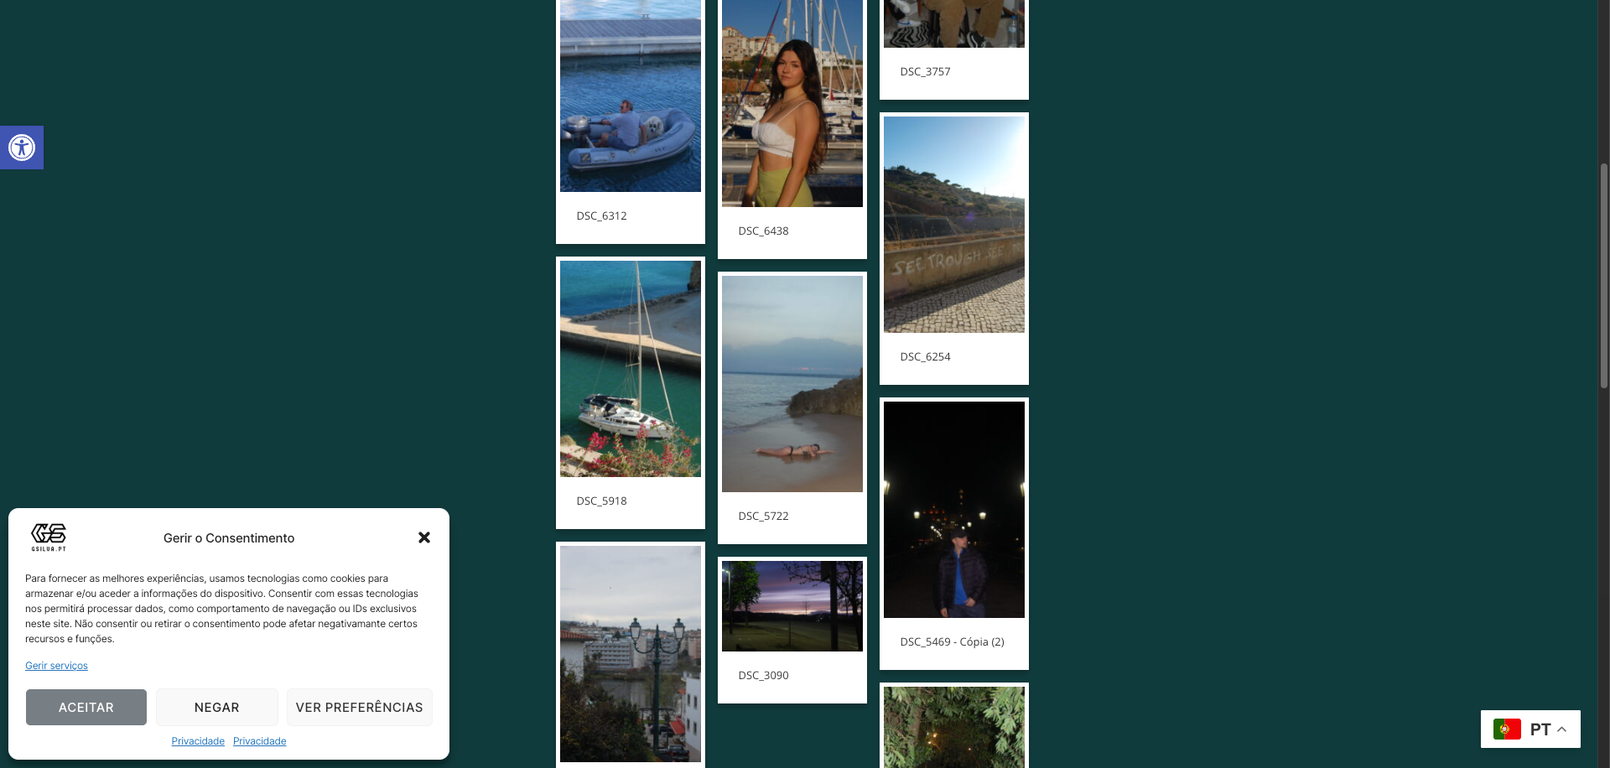 DSC_3757
DSC_6312
DSC_6438
SEE TROUGH
DSC_6254
DSC_5918
DSC_5722
DSC_5469 - Cópia (2)
DSC_3090
GSILVA.PT
Gerir o Consentimento
Para fornecer as melhores experiências, usamos tecnologias como cookies para
armazenar e/ou aceder a informações do dispositivo. Consentir com essas tecnologias
nos permitirá processar dados, como comportamento de navegação ou IDs exclusivos
neste site. Não consentir ou retirar o consentimento pode afetar negativamante certos
recursos e funções.
Gerir serviços
ACEITAR
NEGAR
VER PREFERÊNCIAS
Privacidade Privacidade
PT